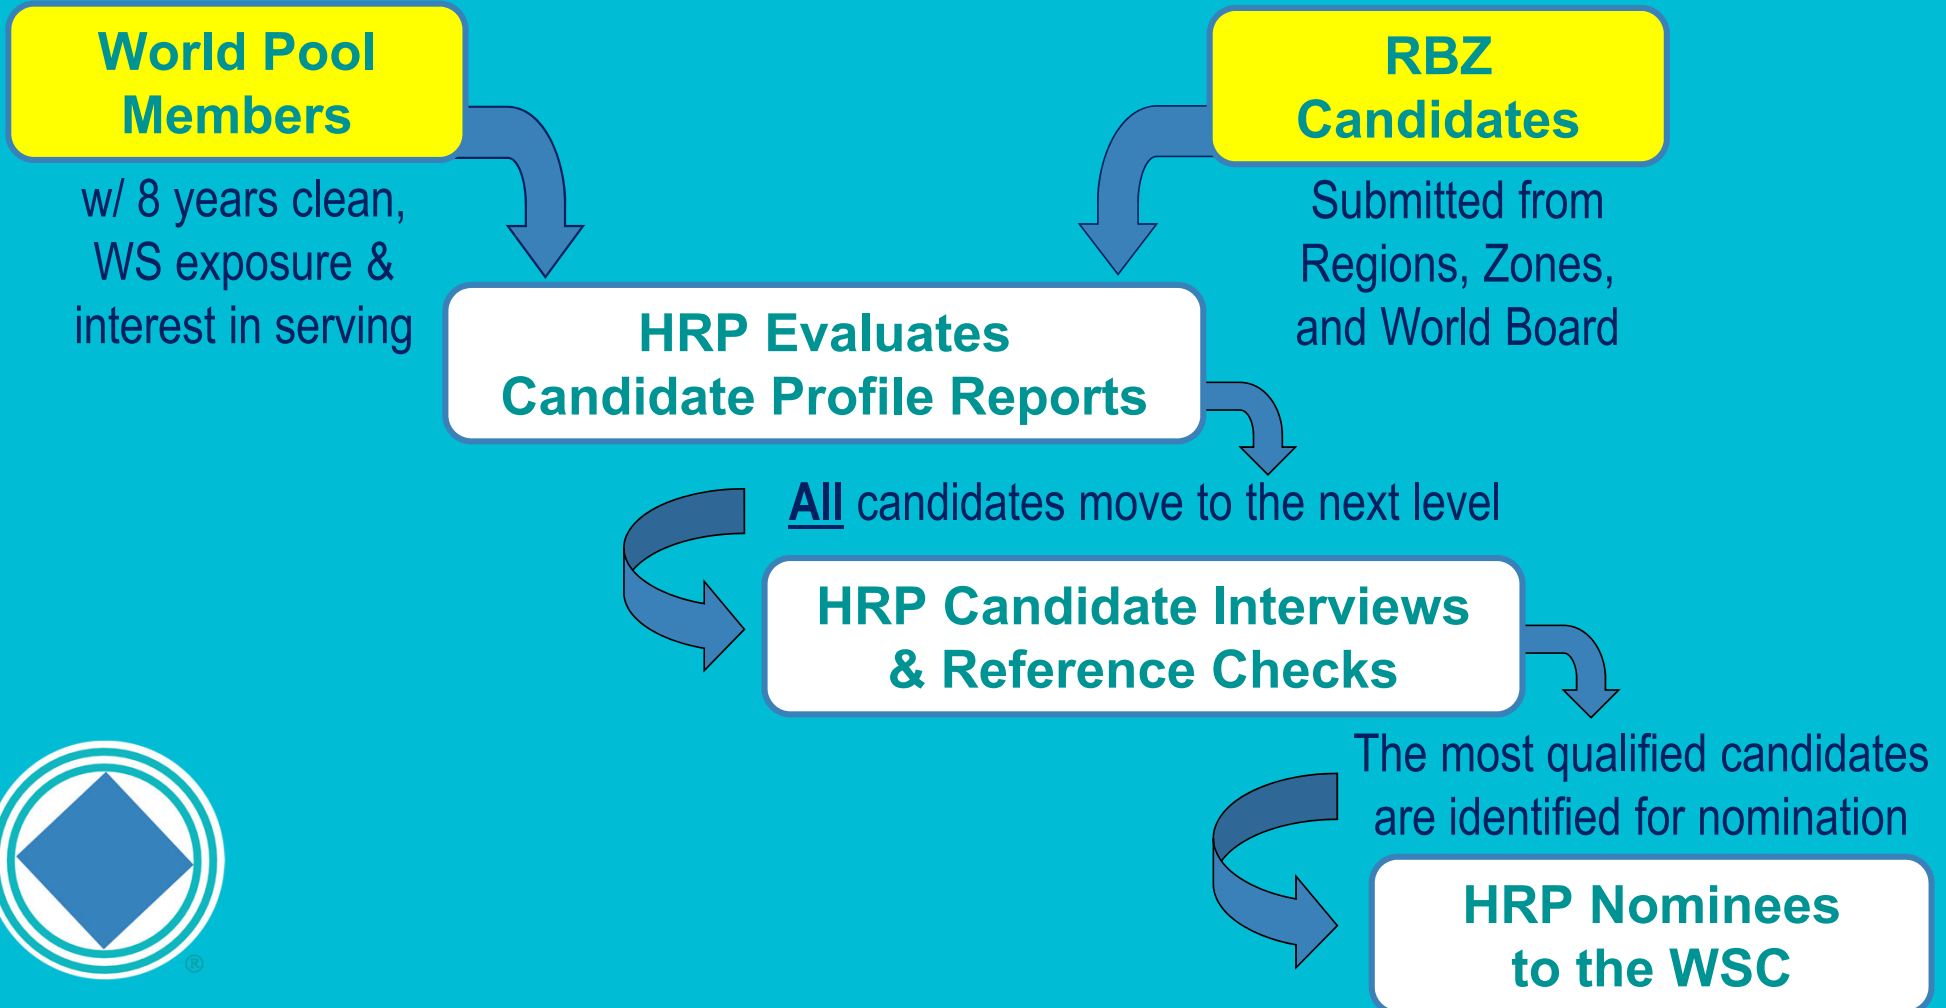 World Pool
Members
w/ 8 years clean,
WS exposure &
interest in serving
RBZ
Candidates
Submitted from
Regions, Zones,
and World Board
HRP Evaluates
Candidate Profile Reports
All candidates move to the next level
HRP Candidate Interviews
& Reference Checks
The most qualified candidates
are identified for nomination
HRP Nominees
to the WSC
®